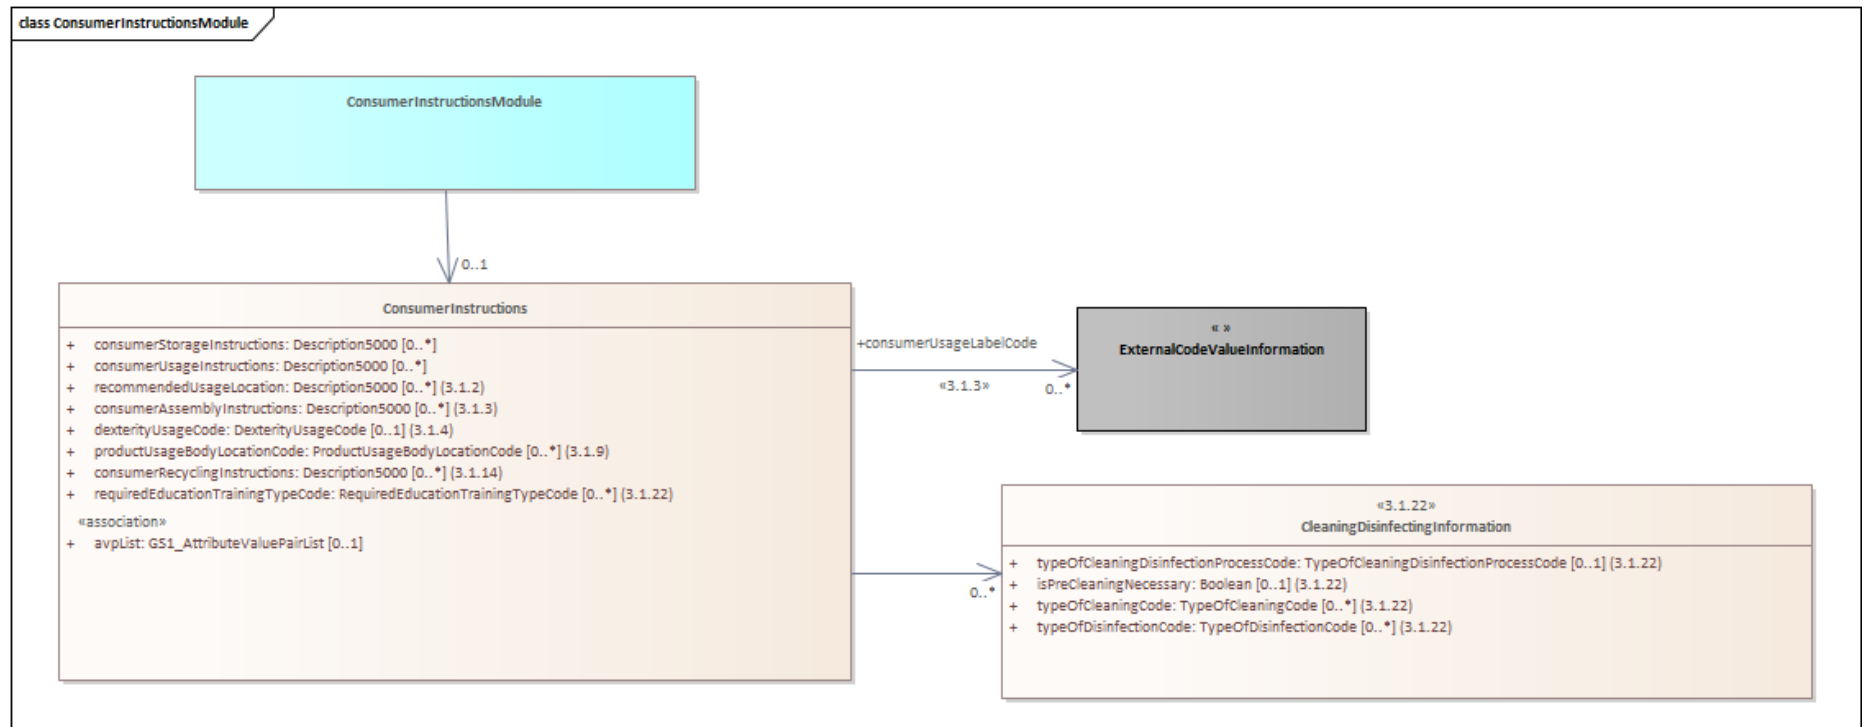 class ConsumerInstructionsModule
ConsumerInstructionsModule
0..1
ConsumerInstructions
+ consumerStorageInstructions: Description5000 [0..*]
+ consumerUsageInstructions: Description5000 [0..*]
+ recommendedUsageLocation: Description5000 [0..*] (3.1.2)
+ consumerAssemblyInstructions: Description5000 [0..*] (3.1.3)
+ dexterityUsageCode: DexterityUsageCode [0..1] (3.1.4)
+ productUsageBodyLocationCode: ProductUsageBodyLocationCode [0..*] (3.1.9)
+ consumerRecyclingInstructions: Description5000 [0..*] (3.1.14)
+ requiredEducationTrainingTypeCode: RequiredEducationTrainingTypeCode [0..*] (3.1.22)
«association»
+ avpList: GS1_AttributeValuePairList [0..1]
+consumerUsageLabelCode
«3.1.3»
0..*
« »
ExternalCodeValueInformation
0..*
«3.1.22»
CleaningDisinfectingInformation
+ typeOfCleaningDisinfectionProcessCode: TypeOfCleaningDisinfectionProcessCode [0..1] (3.1.22)
+ isPreCleaningNecessary: Boolean [0..1] (3.1.22)
+ typeOfCleaningCode: TypeOfCleaningCode [0..*] (3.1.22)
+ typeOfDisinfectionCode: TypeOfDisinfectionCode [0..*] (3.1.22)